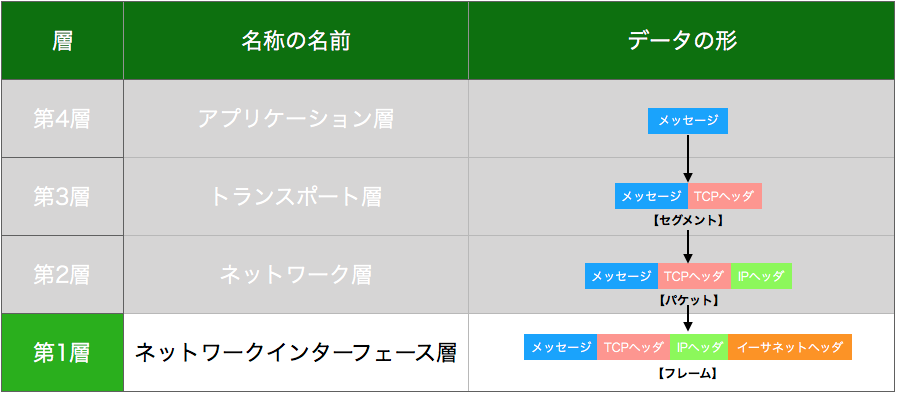 層 名称の名前 データの形
第4層 アプリケーション層 メッセージ
第3層 トランスポート層 メッセージ TCPヘッダ
【セグメント】
第2層 ネットワーク層 メッセージ TCPヘッダ IPヘッダ
【パケット】
第1層 ネットワークインターフェース層 メッセージ TCPヘッダ IPヘッダ イーサネットヘッダ
【フレーム】